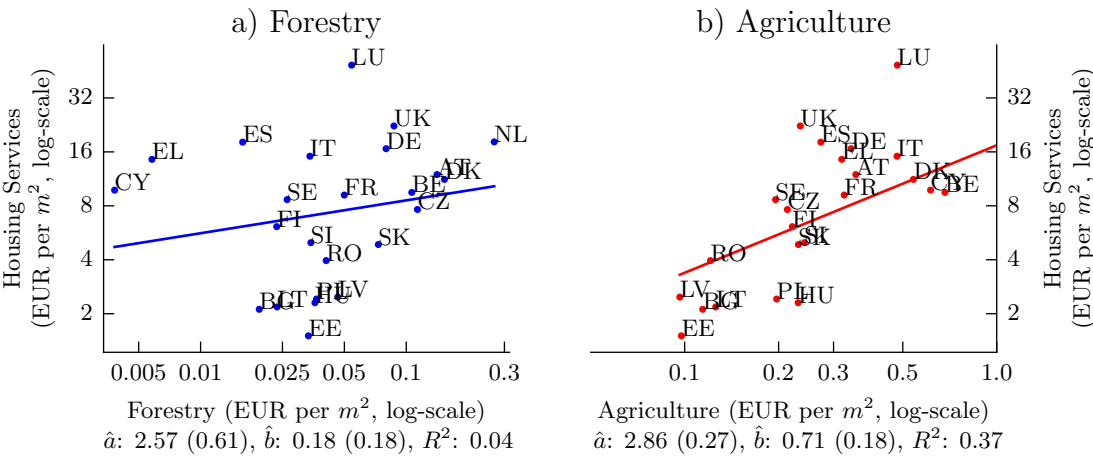 a) Forestry
b) Agriculture
Housing Services
(EUR per m², log-scale)
32
16
8
4
2
LU
UK
ES
DE
NL
IT
EL
AT
DK
CY
BE
SE
FR
CZ
FI
SI
SK
RO
PL
LV
HU
BG
LT
EE
0.005
0.01
0.025
0.05
0.1
0.3
Forestry (EUR per m², log-scale)
â: 2.57 (0.61), b̂: 0.18 (0.18), R²: 0.04
LU
UK
ES
DE
IT
EL
AT
DK
CY
BE
SE
FR
CZ
FI
SI
SK
RO
LV
PL
HU
BG
LT
EE
32
16
8
4
2
Housing Services
(EUR per m², log-scale)
0.1
0.2
0.3
0.5
1.0
Agriculture (EUR per m², log-scale)
â: 2.86 (0.27), b̂: 0.71 (0.18), R²: 0.37